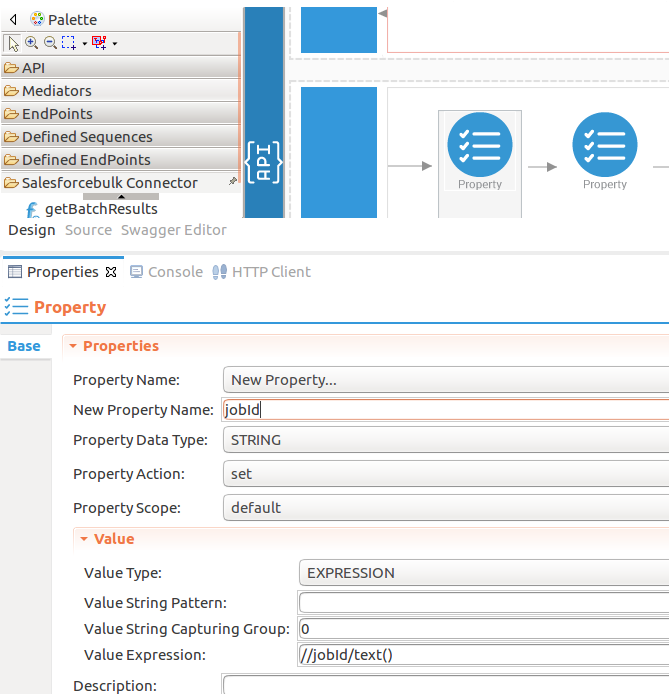 Palette
API
Mediators
EndPoints
Defined Sequences
Defined EndPoints
Salesforcebulk Connector
getBatchResults
{API}
Property
Property
Design Source Swagger Editor
Properties Console HTTP Client
Property
Base
Properties
Property Name: New Property...
New Property Name: jobId
Property Data Type: STRING
Property Action: set
Property Scope: default
Value
Value Type: EXPRESSION
Value String Pattern:
Value String Capturing Group: 0
Value Expression: //jobId/text()
Description: